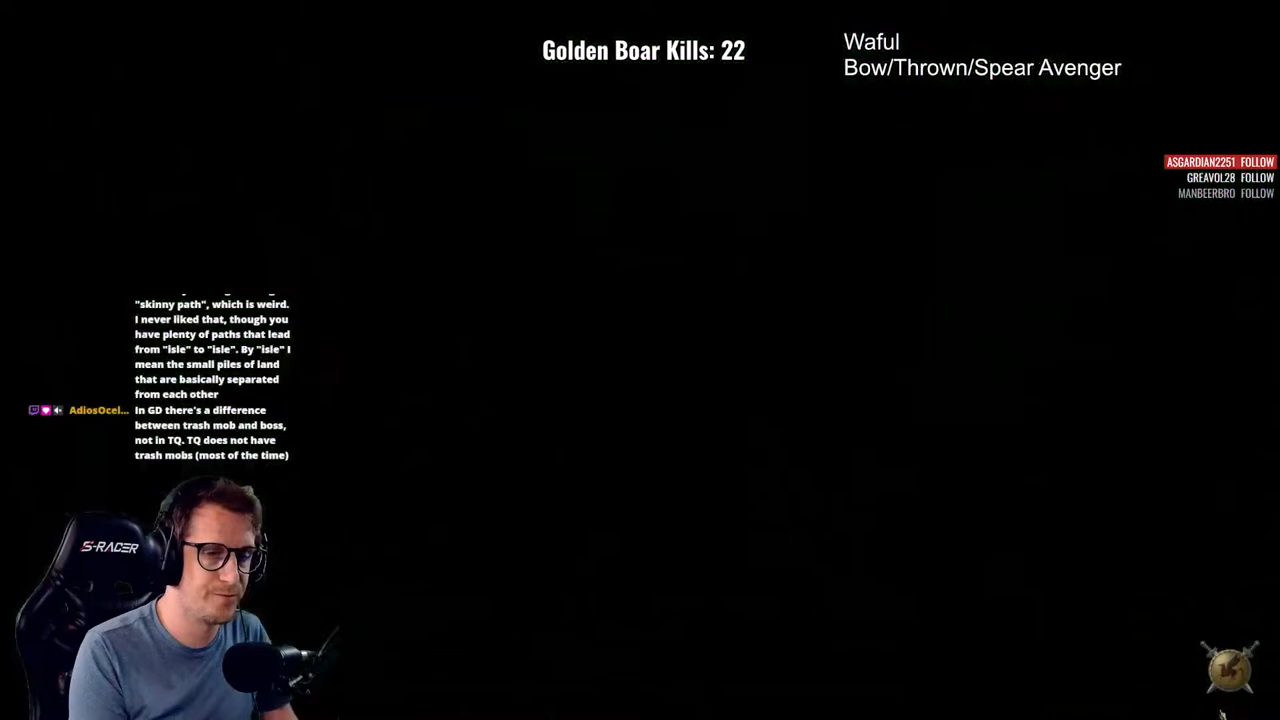 Golden Boar Kills: 22
Waful
Bow/Thrown/Spear Avenger
ASGARDIAN2251 FOLLOW
GREAVOL28 FOLLOW
MANBEERBRO FOLLOW
"skinny path", which is weird.
I never liked that, though you
have plenty of paths that lead
from "isle" to "isle". By "isle" I
mean the small piles of land
that are basically separated
from each other
AdiosOcel... In GD there's a difference
between trash mob and boss,
not in TQ. TQ does not have
trash mobs (most of the time)
S-RACER